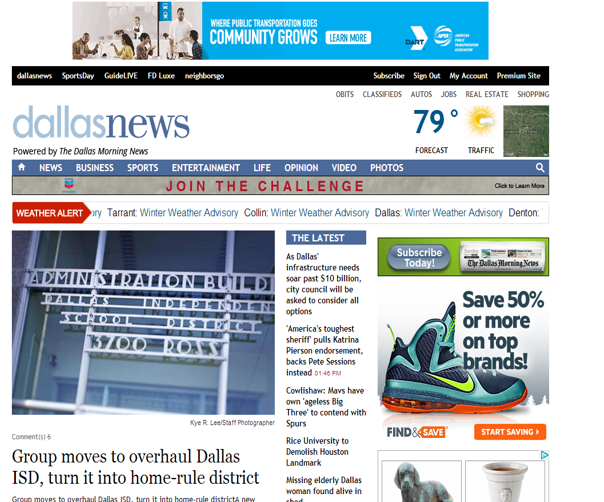 WHERE PUBLIC TRANSPORTATION GOES
COMMUNITY GROWS
LEARN MORE
DART
APTA
AMERICAN
PUBLIC
TRANSPORTATION
ASSOCIATION
dallasnews SportsDay GuideLIVE FD Luxe neighborsgo Subscribe Sign Out My Account Premium Site
OBITS CLASSIFIEDS AUTOS JOBS REAL ESTATE SHOPPING
dallasnews
Powered by The Dallas Morning News
79 °
FORECAST TRAFFIC
NEWS BUSINESS SPORTS ENTERTAINMENT LIFE OPINION VIDEO PHOTOS
JOIN THE CHALLENGE
Click to Learn More
WEATHER ALERT ory Tarrant: Winter Weather Advisory Collin: Winter Weather Advisory Dallas: Winter Weather Advisory Denton:
ADMINISTRATION BUILD
DALLAS INDEPENDEN
SCHOOL DISTRICT
3700 ROSS
Kye R. Lee/Staff Photographer
Comment(s) 6
Group moves to overhaul Dallas
ISD, turn it into home-rule district
Group moves to overhaul Dallas ISD, turn it into home-rule districtA new
THE LATEST
As Dallas'
infrastructure needs
soar past $10 billion,
city council will be
asked to consider all
options
'America's toughest
sheriff' pulls Katrina
Pierson endorsement,
backs Pete Sessions
instead 01:40 PM
Cowlishaw: Mavs have
own 'ageless Big
Three' to contend with
Spurs
Rice University to
Demolish Houston
Landmark
Missing elderly Dallas
woman found alive in
shed
Subscribe
Today!
The Dallas Morning News
Save 50%
or more
on top
brands!
FIND&SAVE
START SAVING